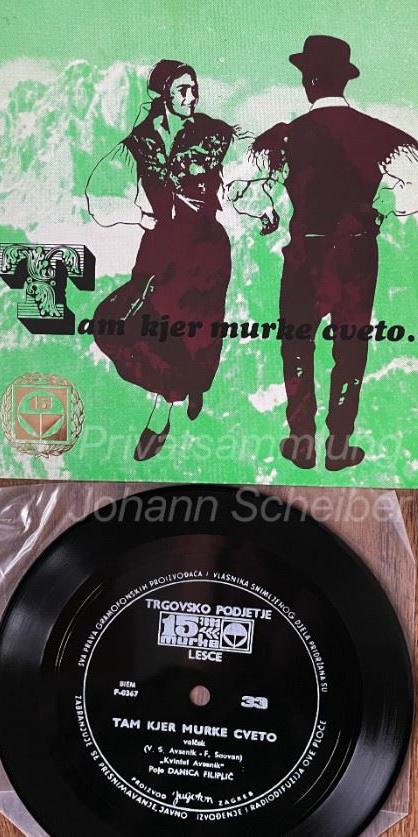 Tam kjer murke cveto.
15
Privatsammlung
Johann Scheibe
SVA PRAVA GRAMOFONSKIH PROIZVOĐAČA I VLASNIKA SNIMLJENOG DJELA PRIDRŽANA SU
TRGOVSKO PODJETJE
15
murka
LESCE
BIEM
P-0367
33
TAM KJER MURKE CVETO
valček
(V. S. Avsenik - F. Souvan)
"Kvintet Avsenik"
Poje DANICA FILIPLIČ
PROIZVOD Jugoton ZAGREB
ZABRANJUJE SE PRESNIMAVANJE, JAVNO IZVOĐENJE I RADIODIFUZIJA OVE PLOČE